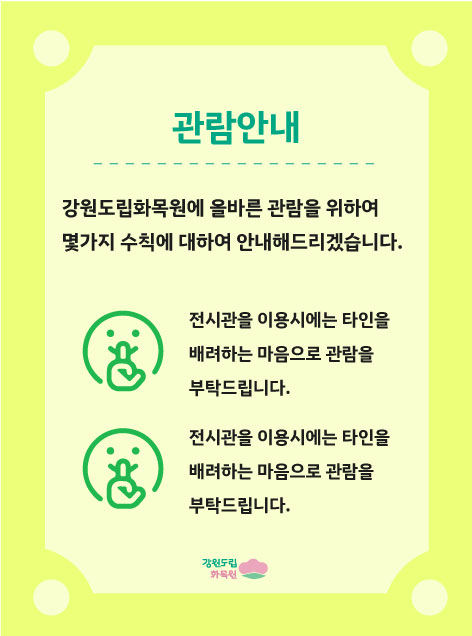 관람안내
강원도립화목원에 올바른 관람을 위하여
몇가지 수칙에 대하여 안내해드리겠습니다.
전시관을 이용시에는 타인을
배려하는 마음으로 관람을
부탁드립니다.
전시관을 이용시에는 타인을
배려하는 마음으로 관람을
부탁드립니다.
강원도립
화목원